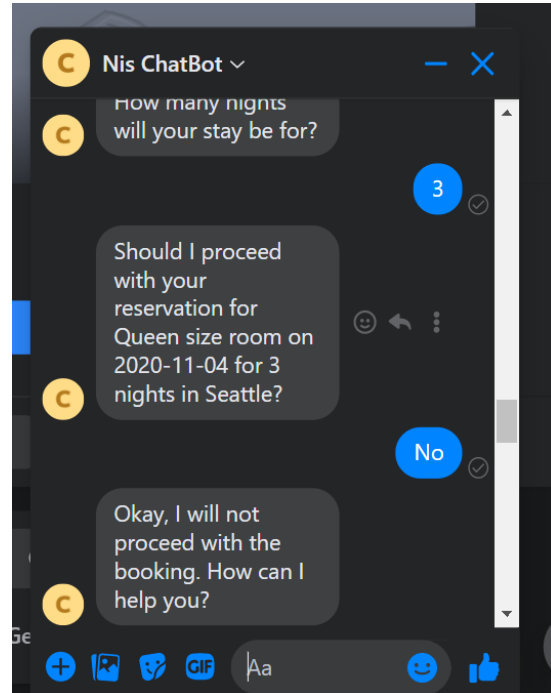 C
Nis ChatBot
How many nights
will your stay be for?
C
3
Should I proceed
with your
reservation for
Queen size room on
2020-11-04 for 3
nights in Seattle?
C
No
Okay, I will not
proceed with the
booking. How can I
help you?
C
Ge
GIF
Aa